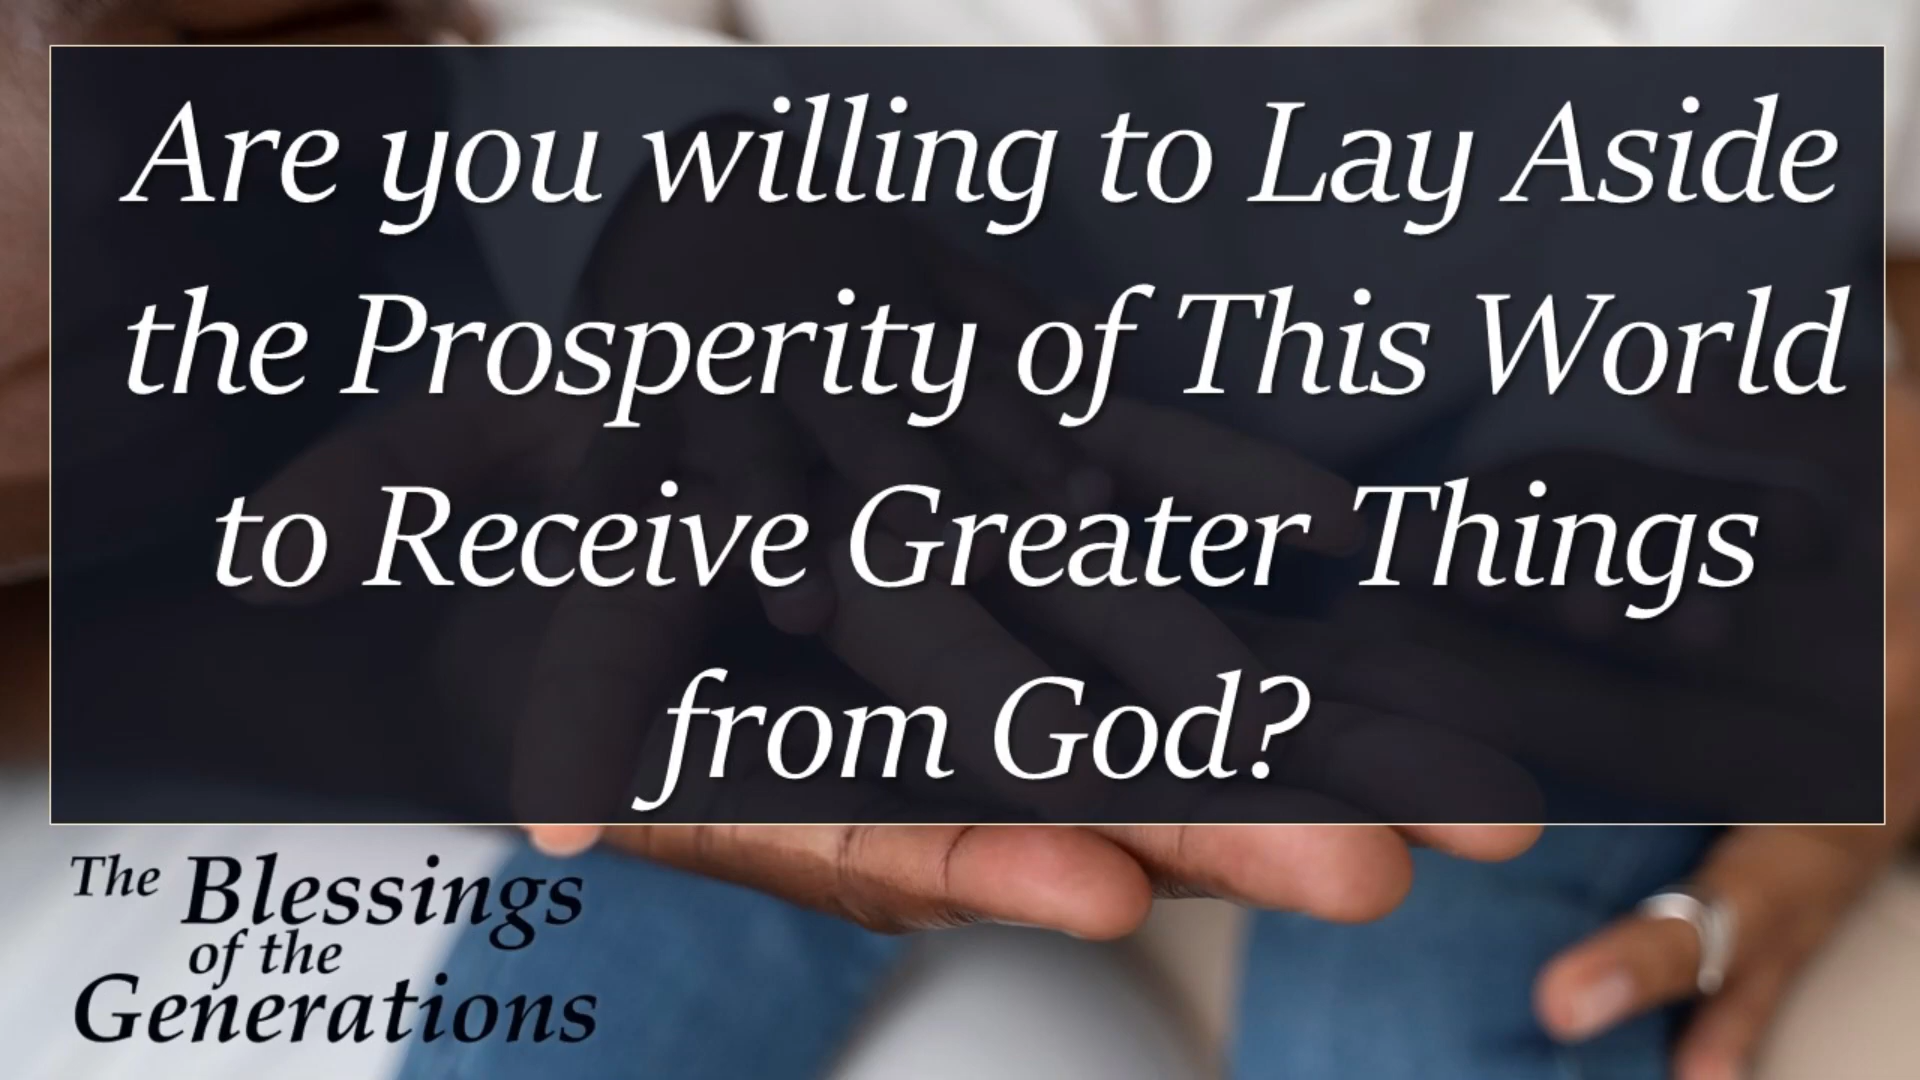 Are you willing to Lay Aside
the Prosperity of This World
to Receive Greater Things
from God?
The Blessings
of the
Generations